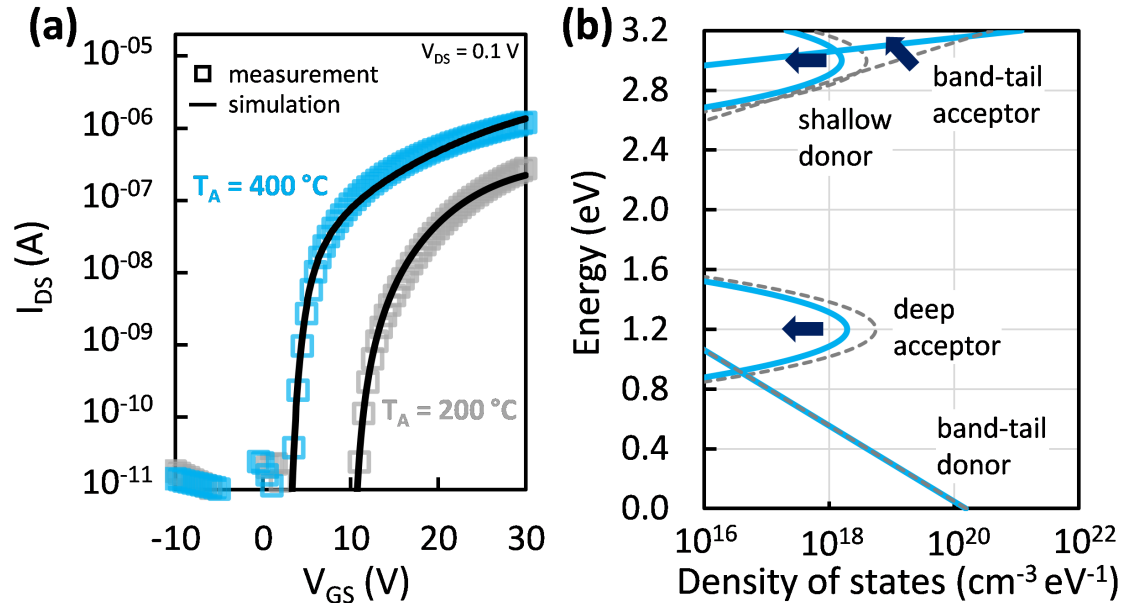 (a)
V_DS = 0.1 V
measurement
simulation
T_A = 400 °C
T_A = 200 °C
10^-05
10^-06
10^-07
10^-08
10^-09
10^-10
10^-11
I_DS (A)
-10 0 10 20 30
V_GS (V)
(b)
3.2
2.8
2.4
2.0
1.6
1.2
0.8
0.4
0.0
Energy (eV)
band-tail
acceptor
shallow
donor
deep
acceptor
band-tail
donor
10^16 10^18 10^20 10^22
Density of states (cm^-3 eV^-1)